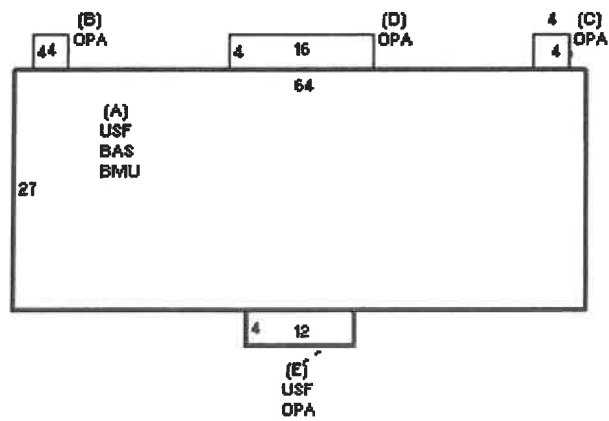 (B)
OPA
44
4 16
(D)
OPA
4 (C)
4 OPA
64
(A)
USF
BAS
BMU
27
4 12
(E)
USF
OPA